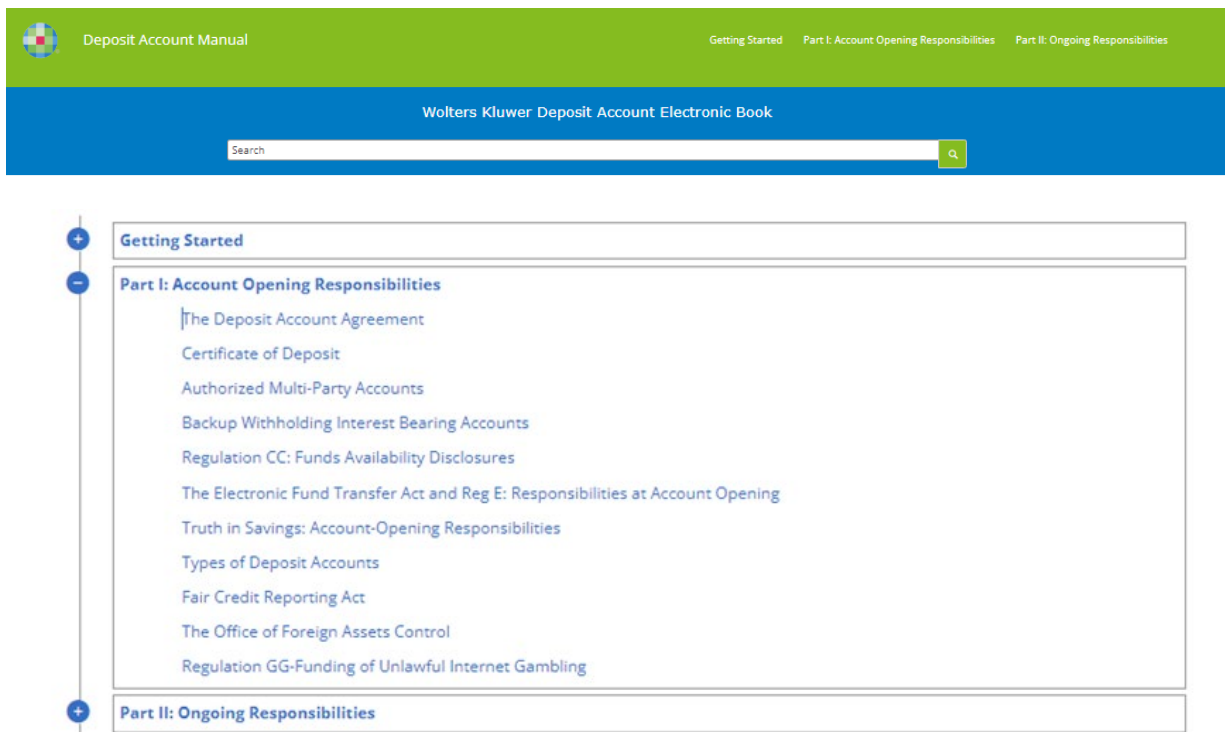 Deposit Account Manual
Getting Started Part I: Account Opening Responsibilities Part II: Ongoing Responsibilities
Wolters Kluwer Deposit Account Electronic Book
Search
Getting Started
Part I: Account Opening Responsibilities
The Deposit Account Agreement
Certificate of Deposit
Authorized Multi-Party Accounts
Backup Withholding Interest Bearing Accounts
Regulation CC: Funds Availability Disclosures
The Electronic Fund Transfer Act and Reg E: Responsibilities at Account Opening
Truth in Savings: Account-Opening Responsibilities
Types of Deposit Accounts
Fair Credit Reporting Act
The Office of Foreign Assets Control
Regulation GG-Funding of Unlawful Internet Gambling
Part II: Ongoing Responsibilities